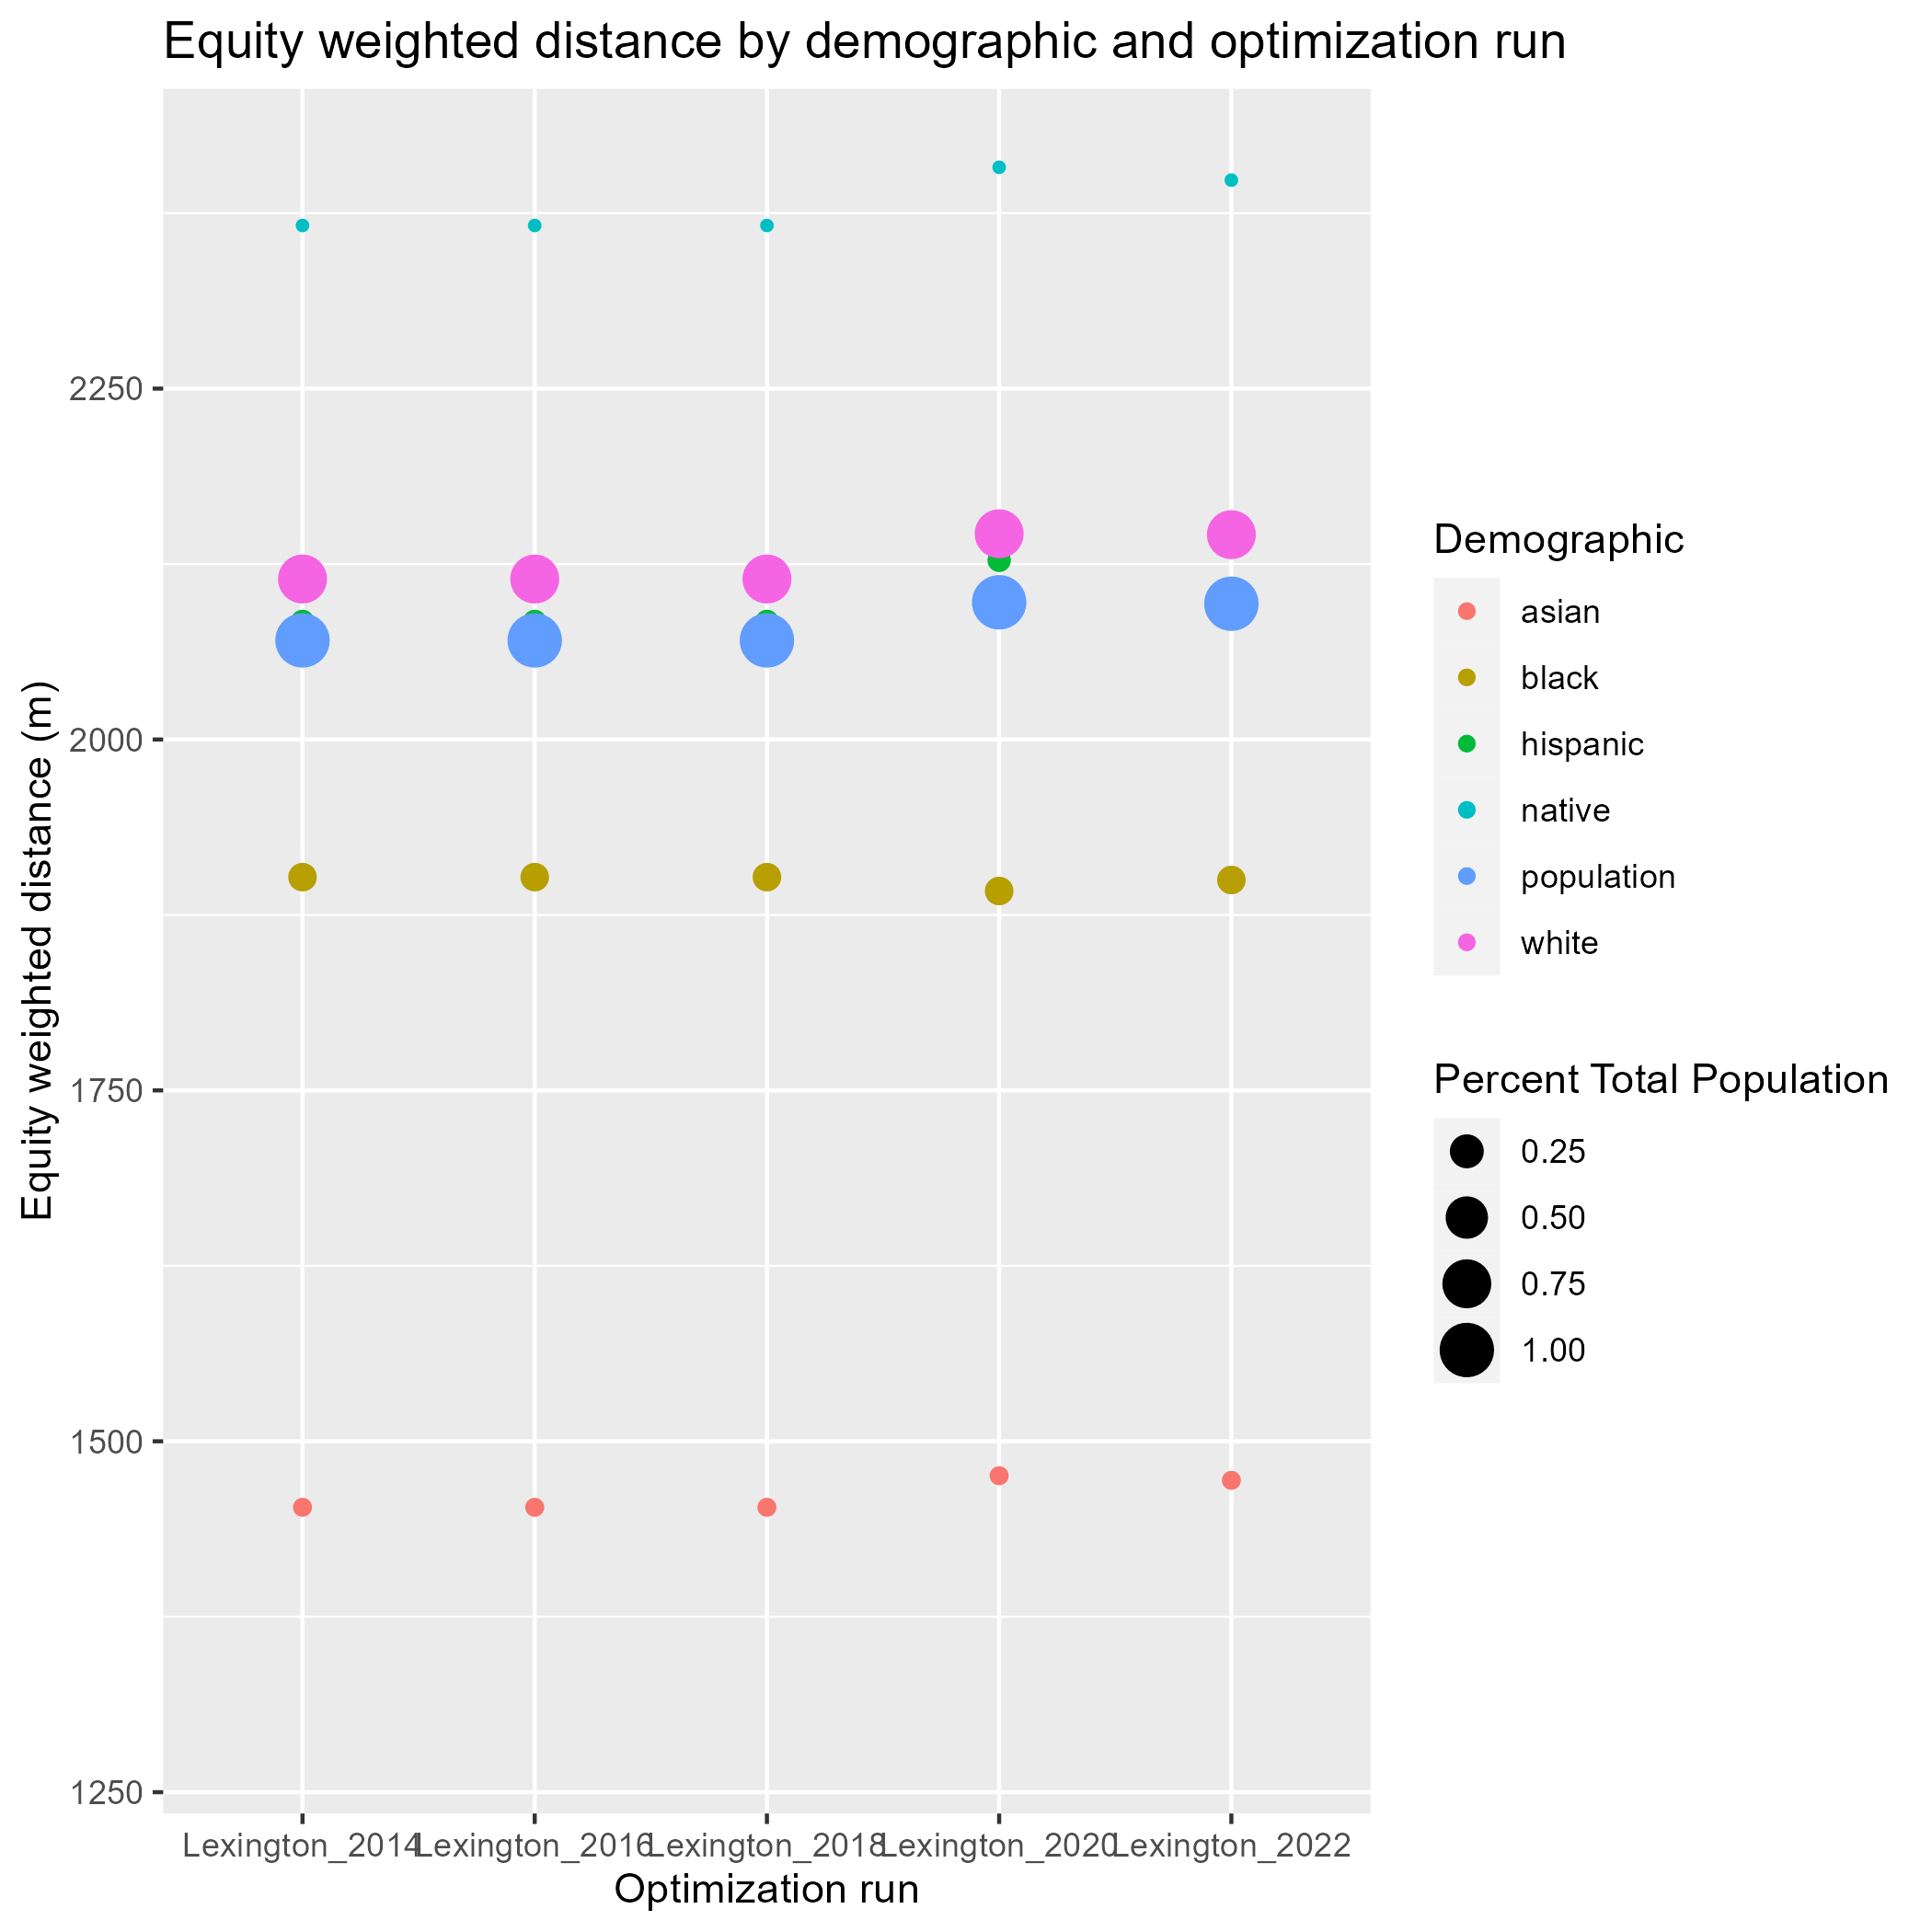 Equity weighted distance by demographic and optimization run
Equity weighted distance (m)
2250
2000
1750
1500
1250
Lexington_2014
Lexington_2016
Lexington_2018
Lexington_2020
Lexington_2022
Optimization run
Demographic
asian
black
hispanic
native
population
white
Percent Total Population
0.25
0.50
0.75
1.00